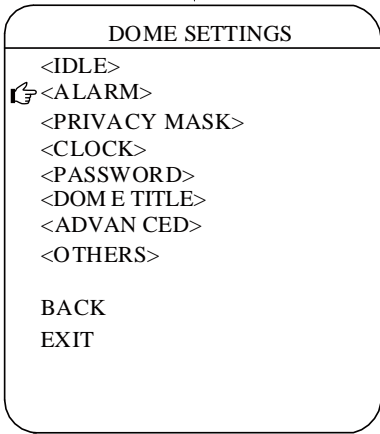 DOME SETTINGS
<IDLE>
<ALARM>
<PRIVACY MASK>
<CLOCK>
<PASSWORD>
<DOM E TITLE>
<ADVAN CED>
<OTHERS>
BACK
EXIT